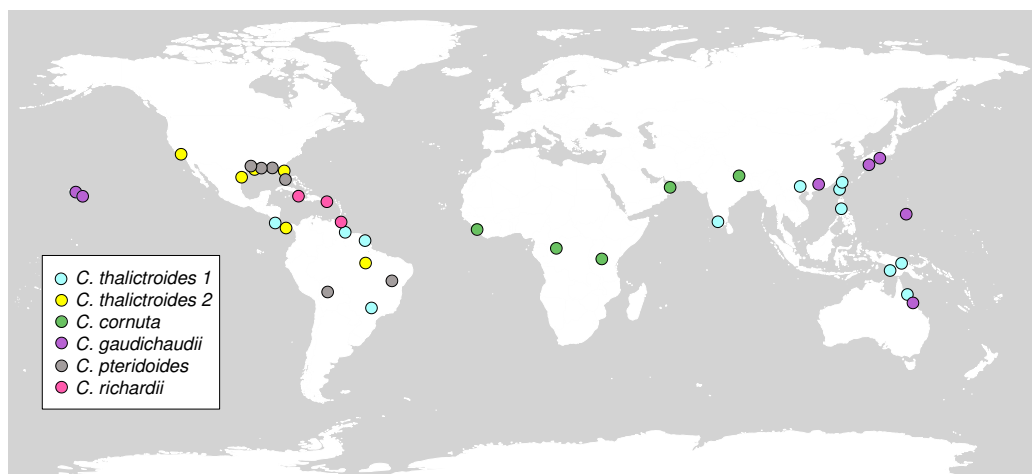 C. thalictroides 1
C. thalictroides 2
C. cornuta
C. gaudichaudii
C. pteridoides
C. richardii